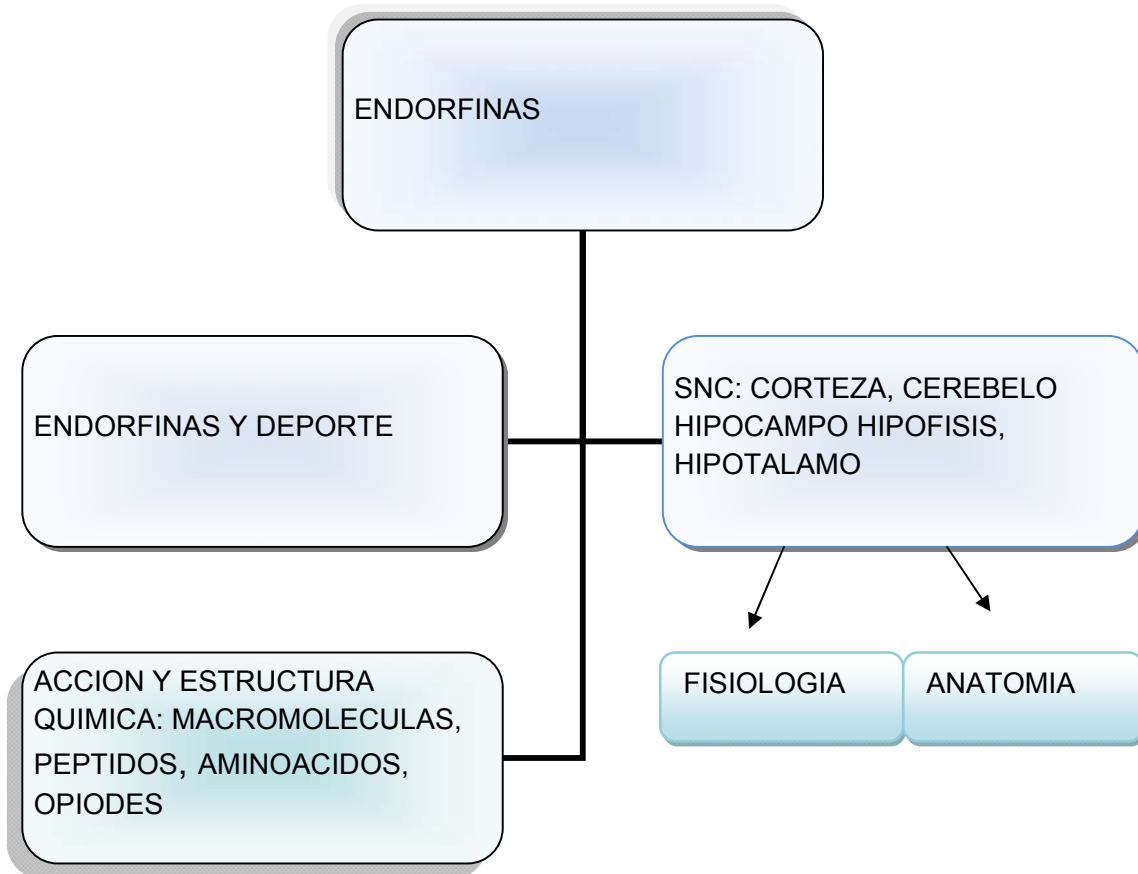 ENDORFINAS
ENDORFINAS Y DEPORTE
SNC: CORTEZA, CEREBELO
HIPOCAMPO HIPOFISIS,
HIPOTALAMO
ACCION Y ESTRUCTURA
QUIMICA: MACROMOLECULAS,
PEPTIDOS, AMINOACIDOS,
OPIODES
FISIOLOGIA
ANATOMIA